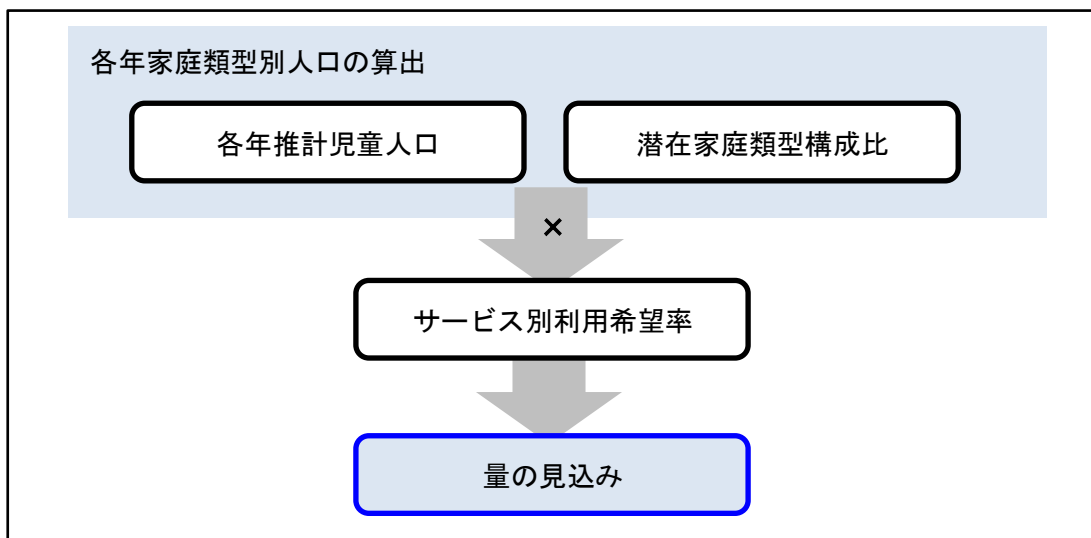 各年家庭類型別人口の算出
各年推計児童人口
潜在家庭類型構成比
×
サービス別利用希望率
量の見込み